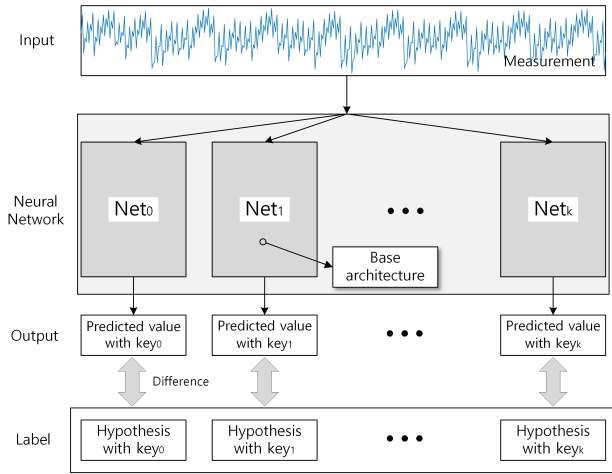 Input
Measurement
Neural
Network
Net0
Net1
• • •
Netk
Base
architecture
Output
Predicted value
with key0
Predicted value
with key1
• • •
Predicted value
with keyk
Difference
Label
Hypothesis
with key0
Hypothesis
with key1
• • •
Hypothesis
with keyk